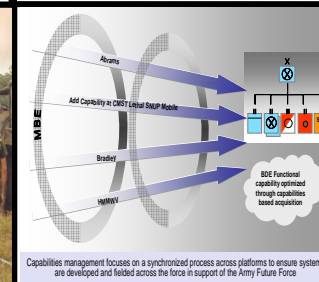 X
Abrams
Add Capability at CMST Lethal SNUP Mobile
MBE
Bradley
HMMWV
BDE Functional
capability optimized
through capabilities
based acquisition
Capabilities management focuses on a synchronized process across platforms to ensure system
are developed and fielded across the force in support of the Army Future Force